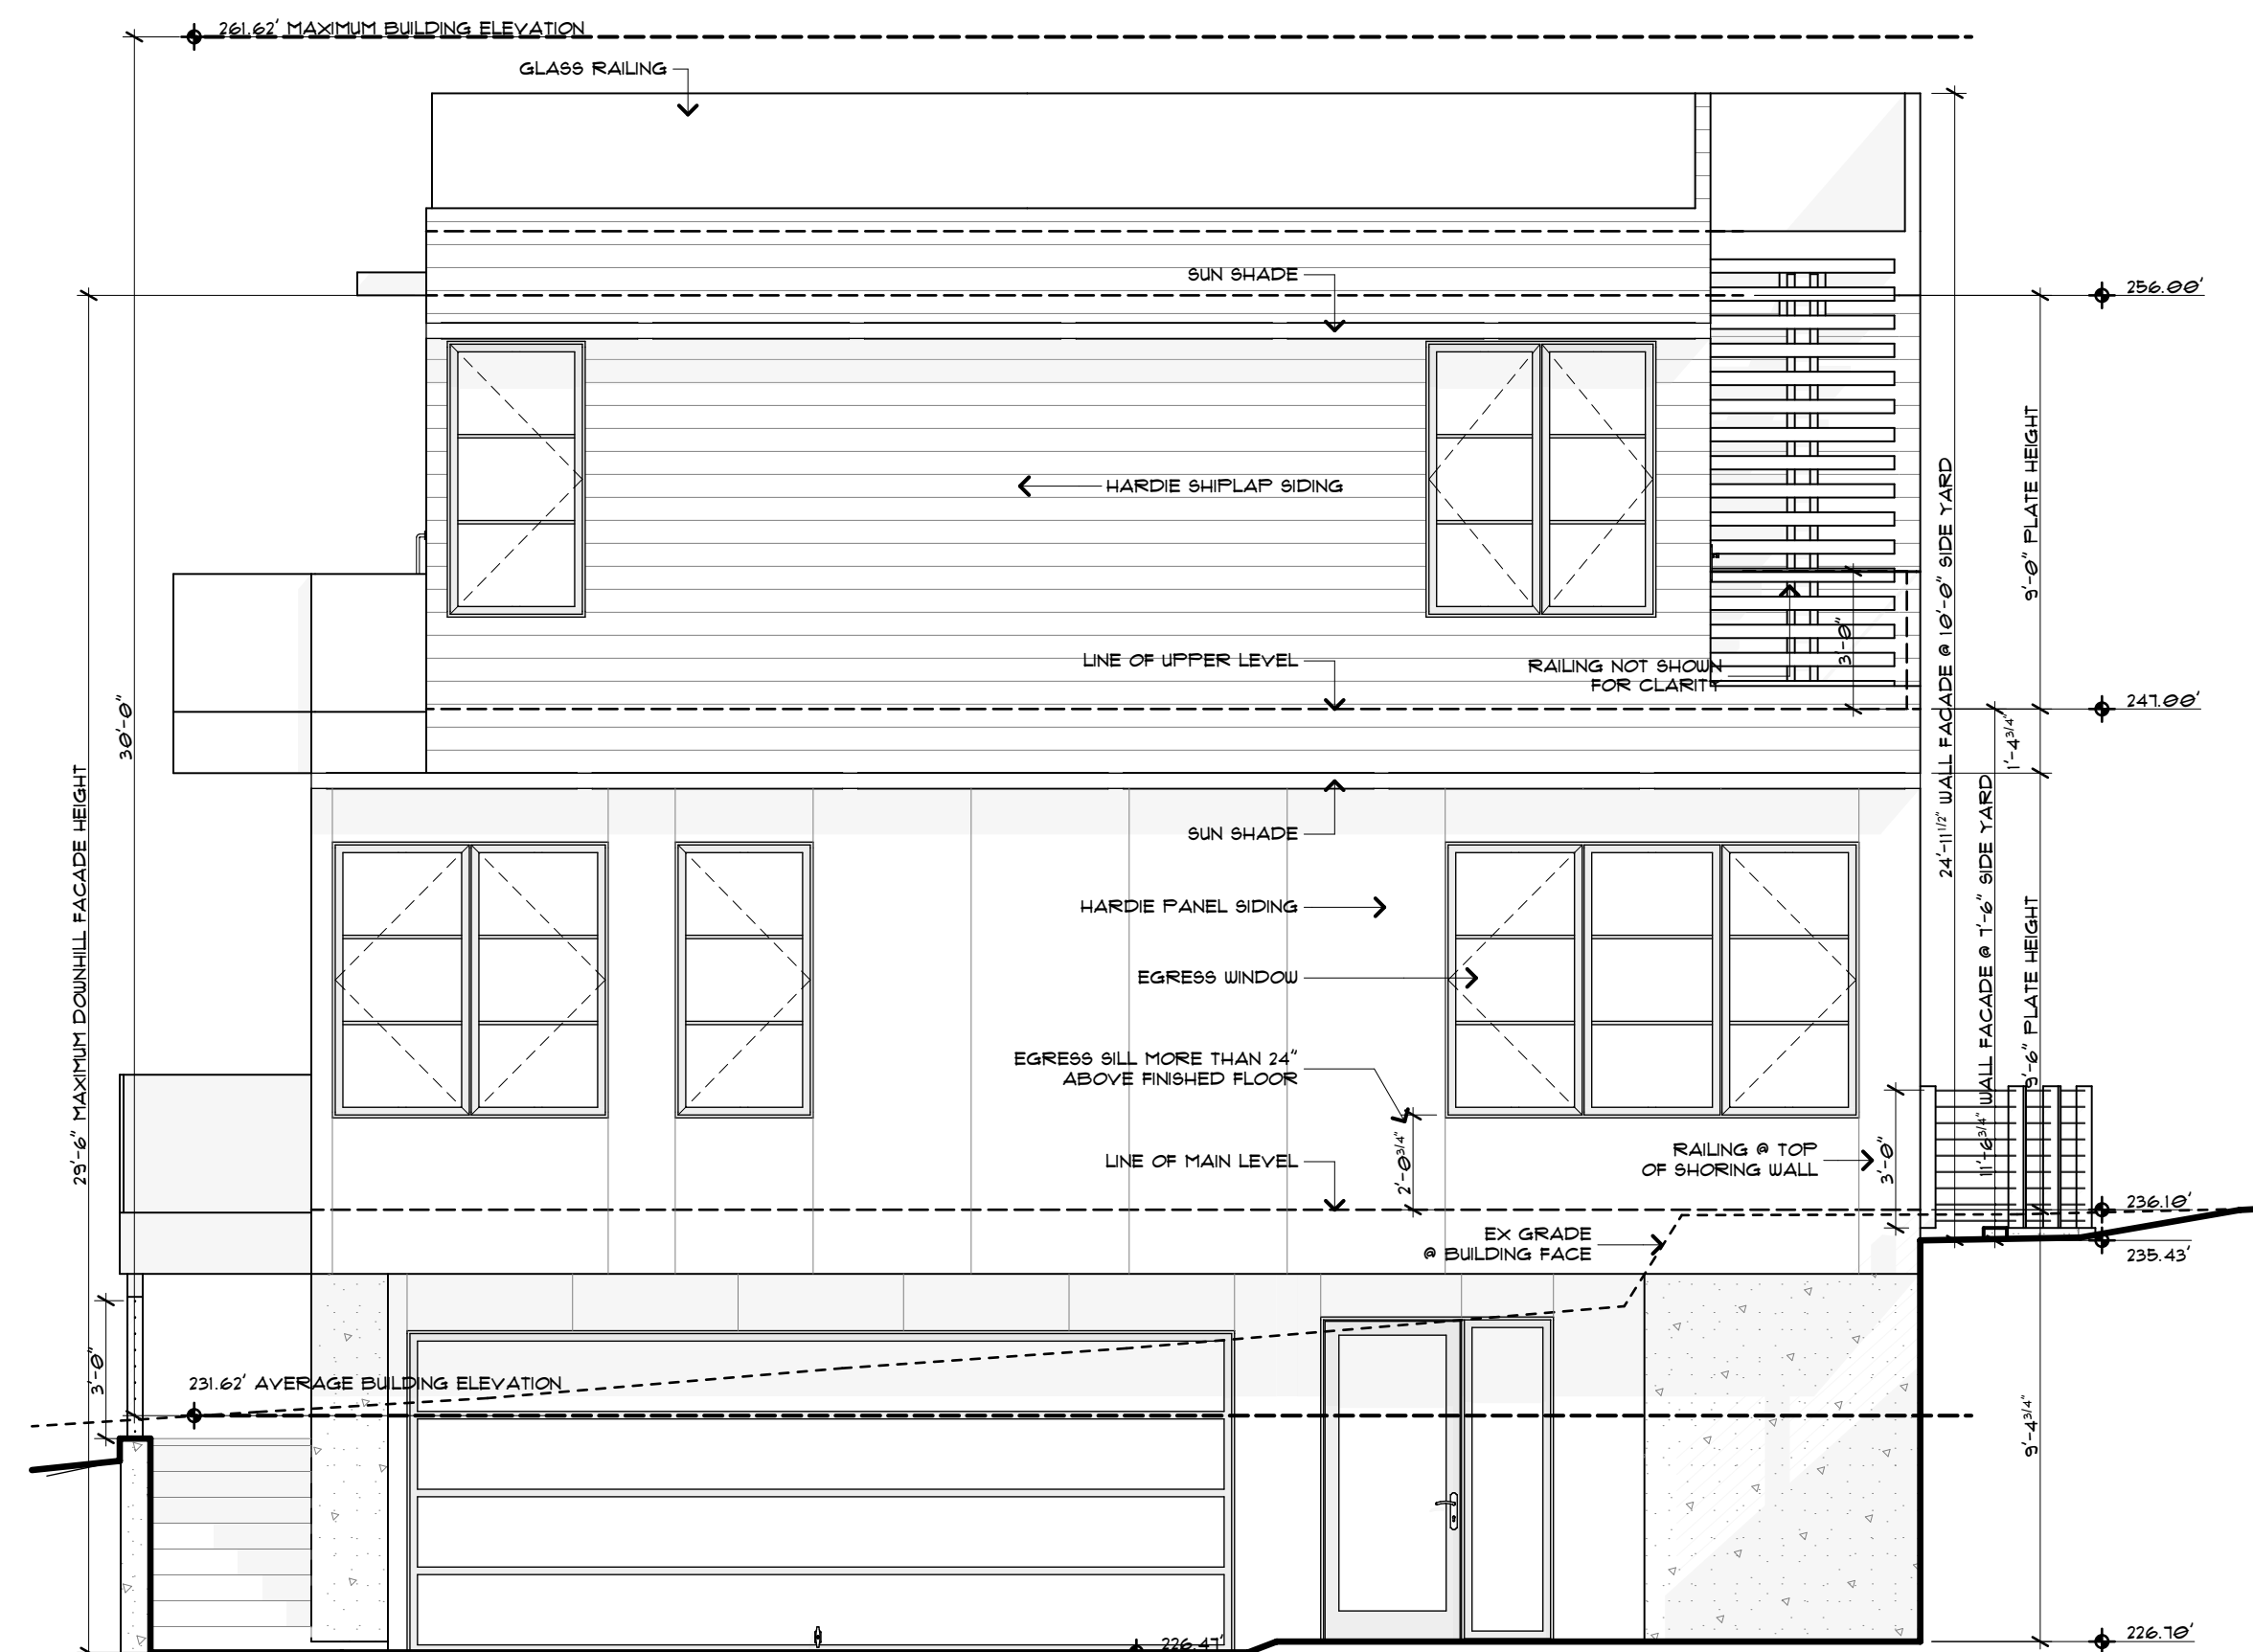 261.62' MAXIMUM BUILDING ELEVATION
GLASS RAILING
SUN SHADE
256.00'
9'-0" PLATE HEIGHT
HARDIE SHIPLAP SIDING
24'-11 1/2" WALL FACADE @ 10'-0" SIDE YARD
LINE OF UPPER LEVEL
RAILING NOT SHOWN
FOR CLARITY
3'-0"
247.00'
30'-0"
1'-4 3/4"
29'-6" MAXIMUM DOWNHILL FACADE HEIGHT
SUN SHADE
HARDIE PANEL SIDING
11'-6 3/4" WALL FACADE @ 7'-6" SIDE YARD
9'-6" PLATE HEIGHT
EGRESS WINDOW
EGRESS SILL MORE THAN 24"
ABOVE FINISHED FLOOR
2'-0 3/4"
LINE OF MAIN LEVEL
RAILING @ TOP
OF SHORING WALL
3'-0"
236.10'
EX GRADE
@ BUILDING FACE
235.43'
3'-0"
231.62' AVERAGE BUILDING ELEVATION
9'-4 3/4"
226.47'
226.70'